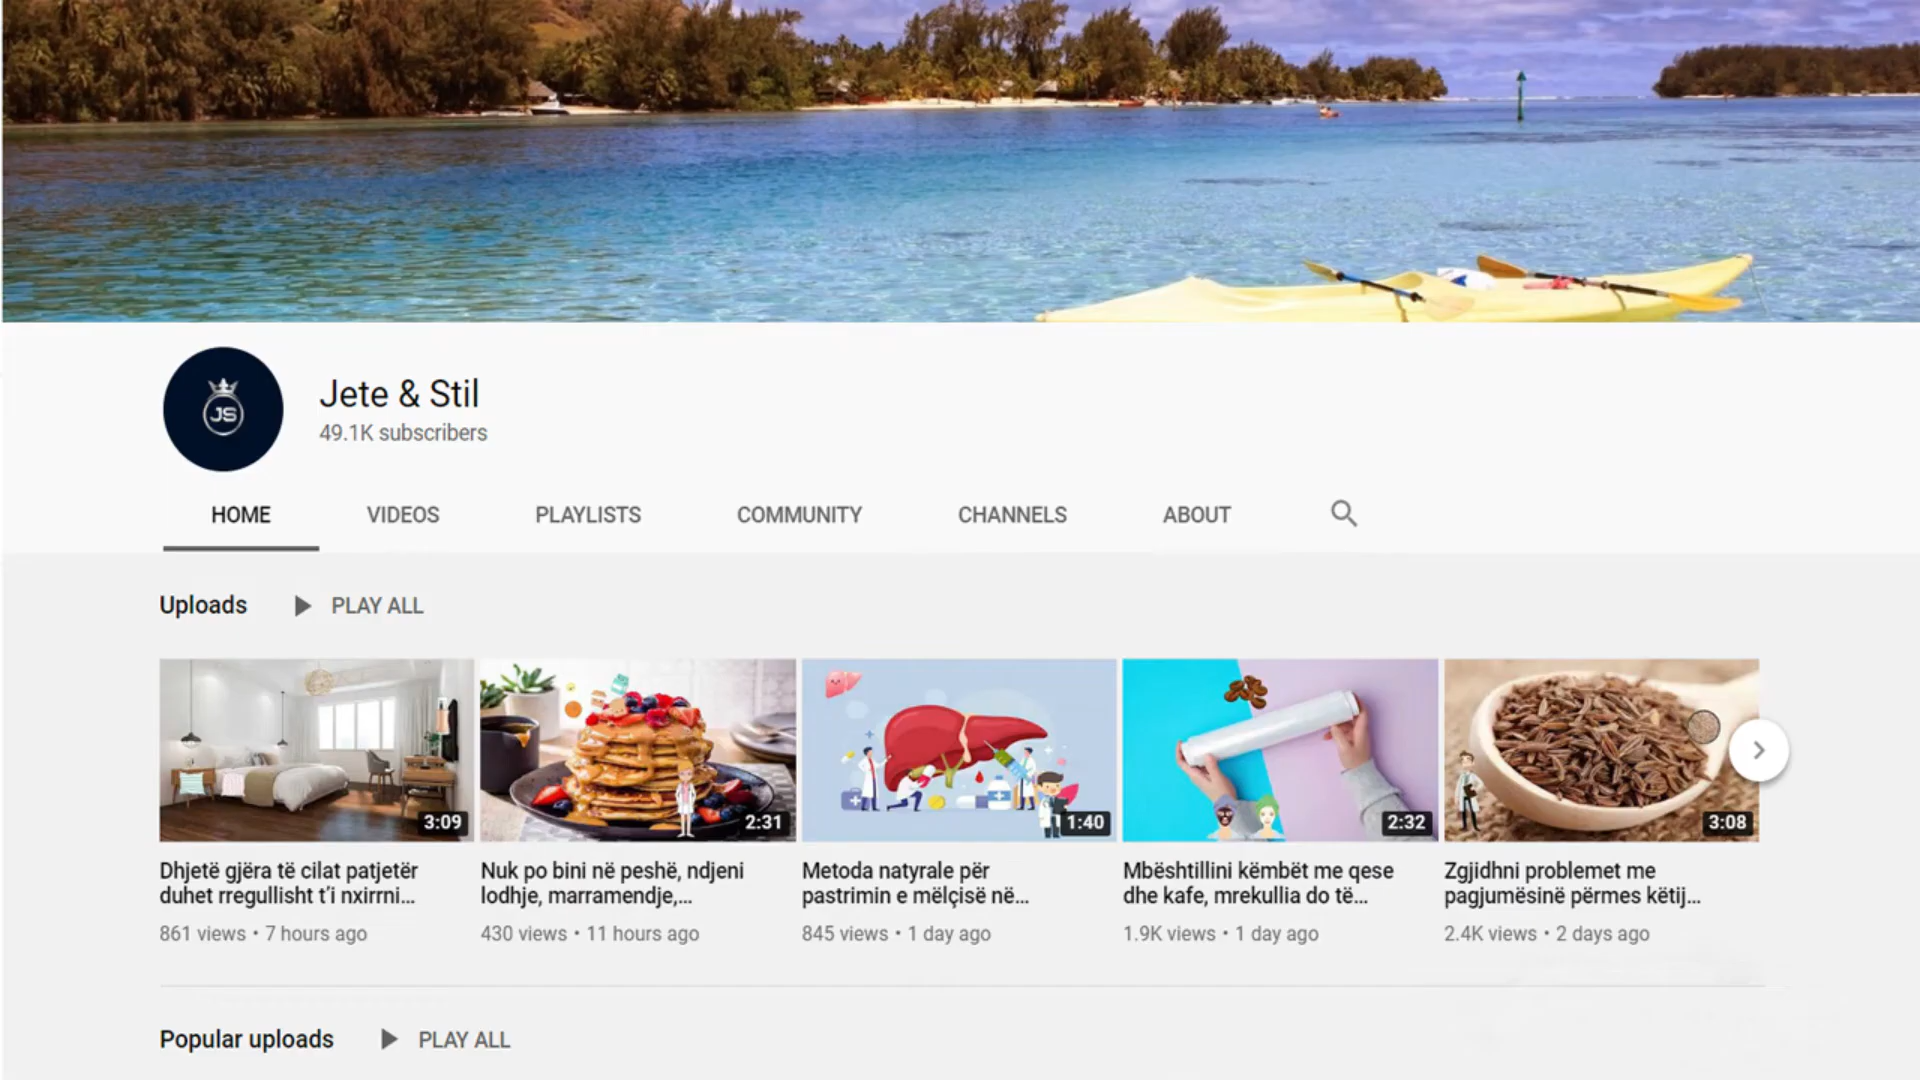 JS
Jete & Stil
49.1K subscribers
HOME VIDEOS PLAYLISTS COMMUNITY CHANNELS ABOUT
Uploads PLAY ALL
3:09 2:31 1:40 2:32 3:08
Dhjetë gjëra të cilat patjetër
duhet rregullisht t’i nxirrni...
861 views • 7 hours ago
Nuk po bini në peshë, ndjeni
lodhje, marramendje,...
430 views • 11 hours ago
Metoda natyrale për
pastrimin e mëlçisë në...
845 views • 1 day ago
Mbështillini këmbët me qese
dhe kafe, mrekullia do të...
1.9K views • 1 day ago
Zgjidhni problemet me
pagjumësinë përmes këtij...
2.4K views • 2 days ago
Popular uploads PLAY ALL